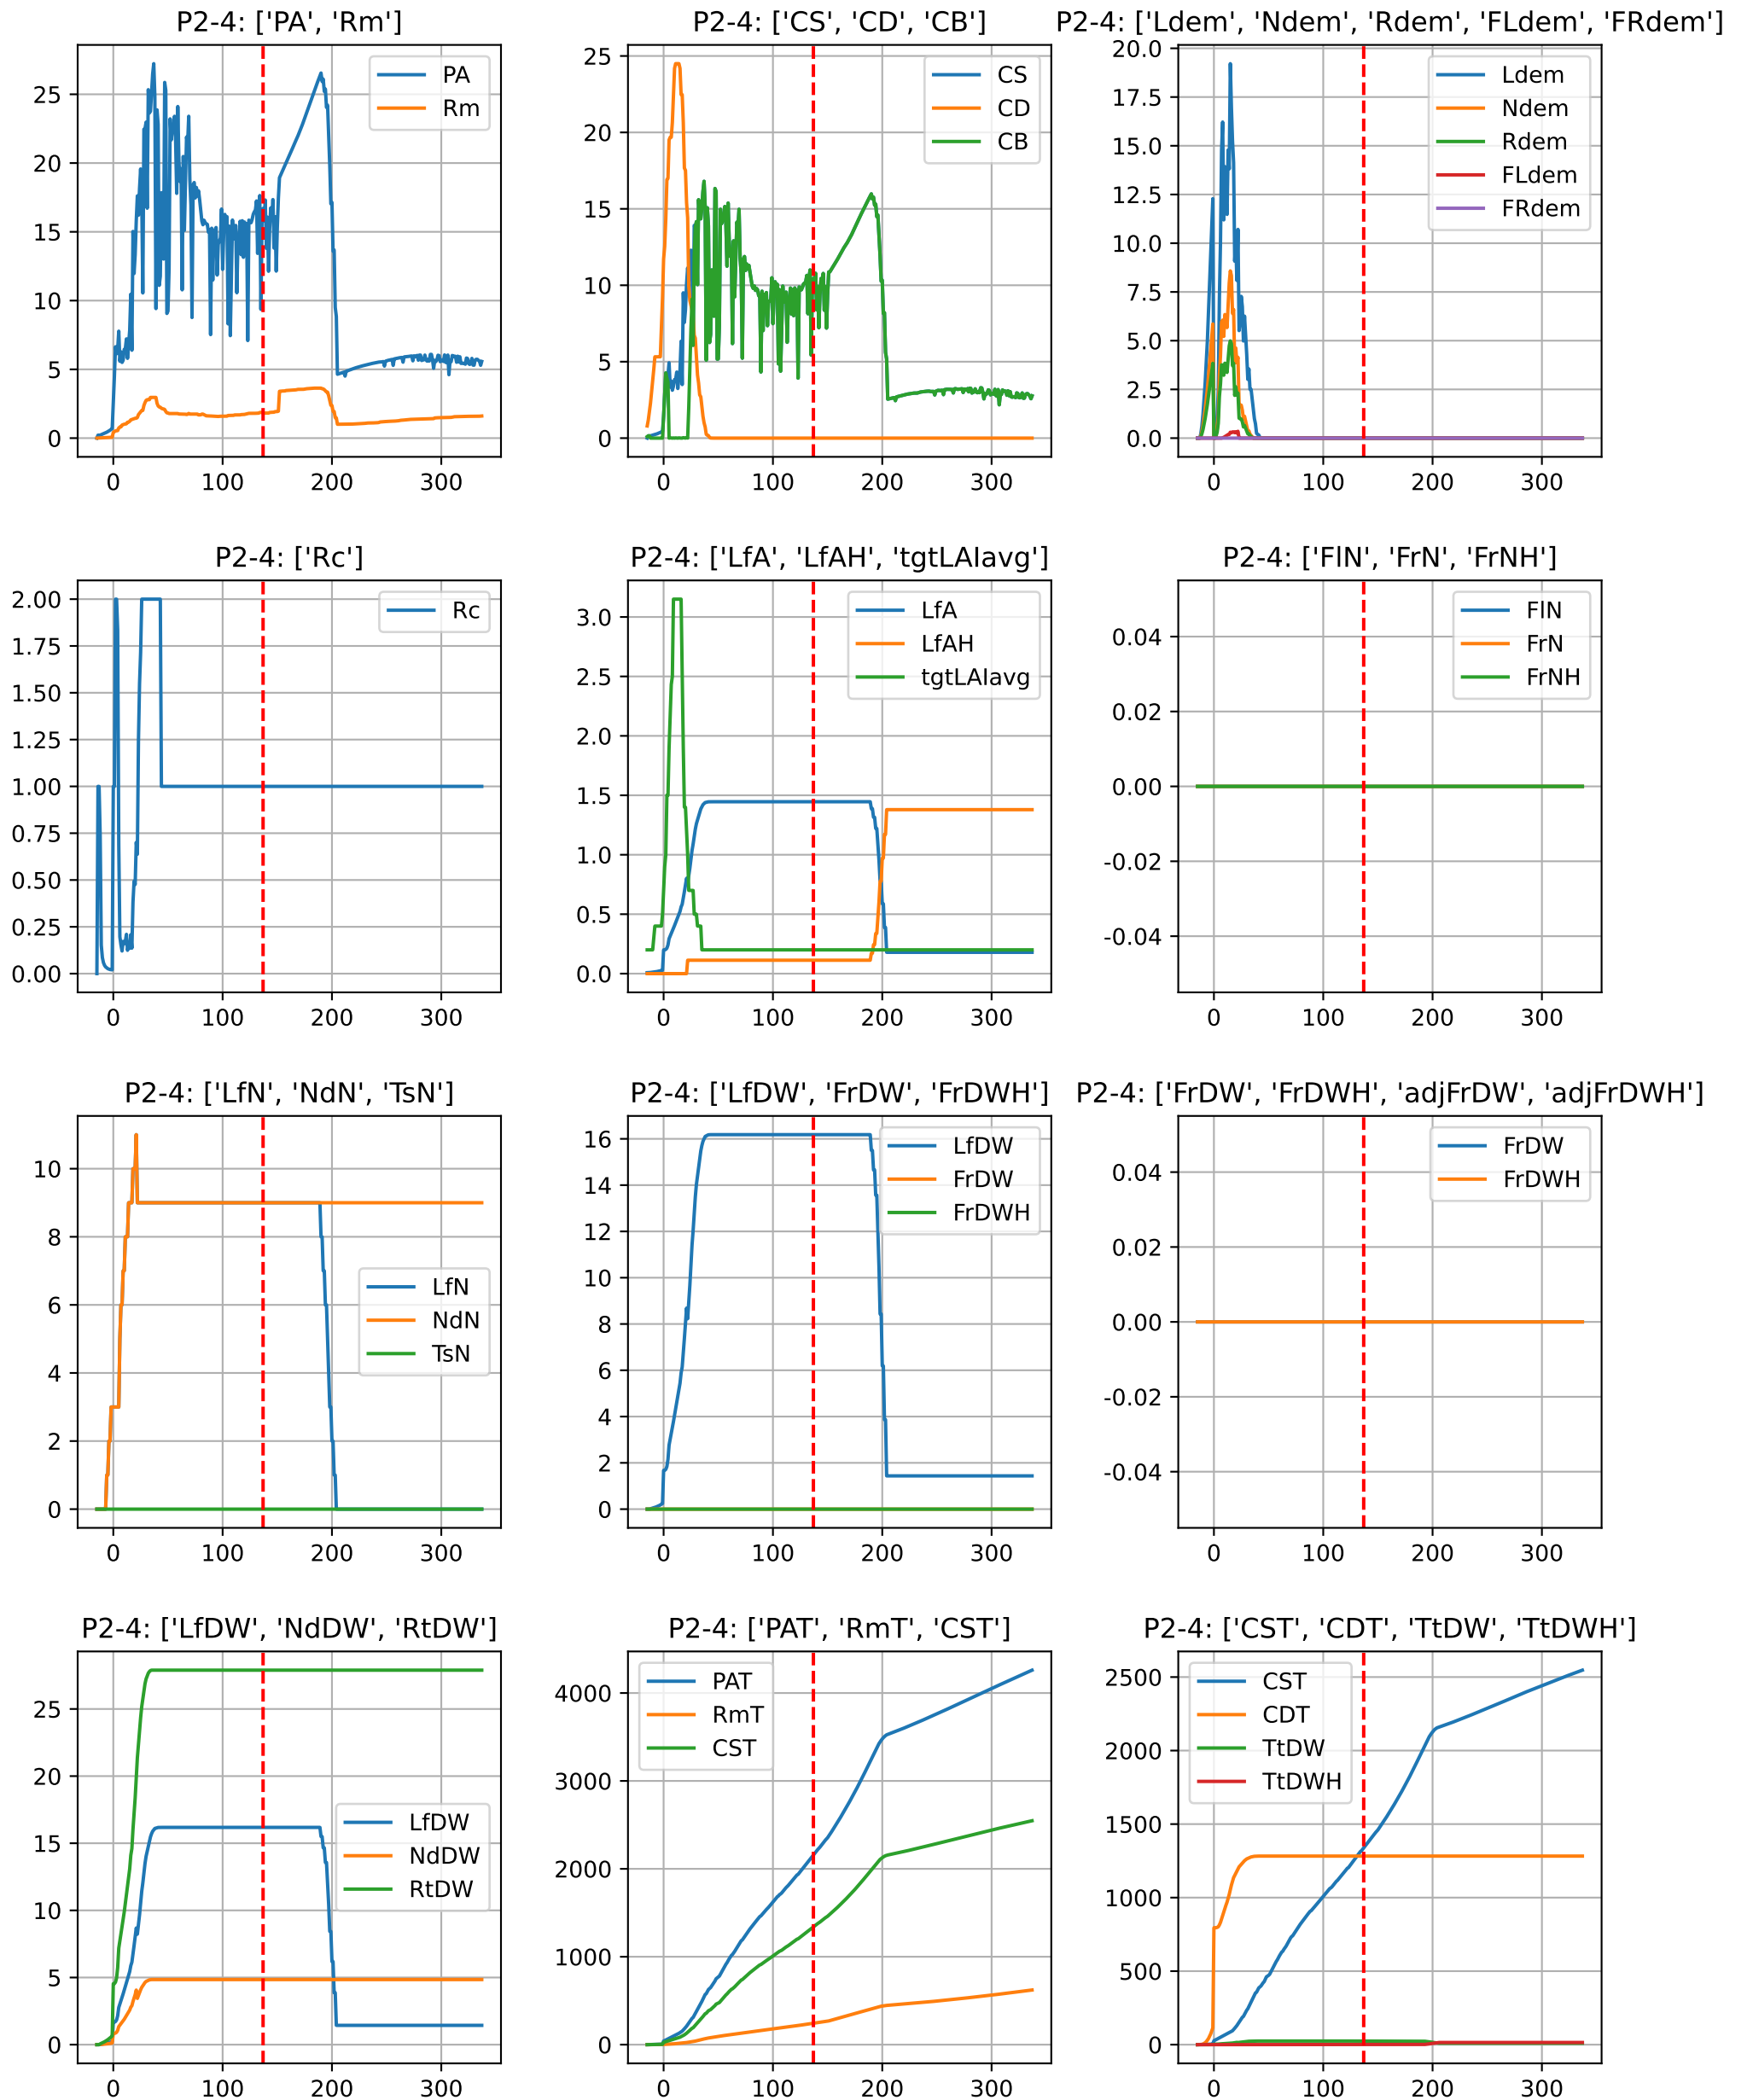 P2-4: ['PA', 'Rm']
PA
Rm
25
20
15
10
5
0
0 100 200 300
P2-4: ['CS', 'CD', 'CB']
CS
CD
CB
25
20
15
10
5
0
0 100 200 300
P2-4: ['Ldem', 'Ndem', 'Rdem', 'FLdem', 'FRdem']
Ldem
Ndem
Rdem
FLdem
FRdem
20.0
17.5
15.0
12.5
10.0
7.5
5.0
2.5
0.0
0 100 200 300
P2-4: ['Rc']
Rc
2.00
1.75
1.50
1.25
1.00
0.75
0.50
0.25
0.00
0 100 200 300
P2-4: ['LfA', 'LfAH', 'tgtLAIavg']
LfA
LfAH
tgtLAIavg
3.0
2.5
2.0
1.5
1.0
0.5
0.0
0 100 200 300
P2-4: ['FlN', 'FrN', 'FrNH']
FlN
FrN
FrNH
0.04
0.02
0.00
-0.02
-0.04
0 100 200 300
P2-4: ['LfN', 'NdN', 'TsN']
LfN
NdN
TsN
10
8
6
4
2
0
0 100 200 300
P2-4: ['LfDW', 'FrDW', 'FrDWH']
LfDW
FrDW
FrDWH
16
14
12
10
8
6
4
2
0
0 100 200 300
P2-4: ['FrDW', 'FrDWH', 'adjFrDW', 'adjFrDWH']
FrDW
FrDWH
0.04
0.02
0.00
-0.02
-0.04
0 100 200 300
P2-4: ['LfDW', 'NdDW', 'RtDW']
LfDW
NdDW
RtDW
25
20
15
10
5
0
0 100 200 300
P2-4: ['PAT', 'RmT', 'CST']
PAT
RmT
CST
4000
3000
2000
1000
0
0 100 200 300
P2-4: ['CST', 'CDT', 'TtDW', 'TtDWH']
CST
CDT
TtDW
TtDWH
2500
2000
1500
1000
500
0
0 100 200 300